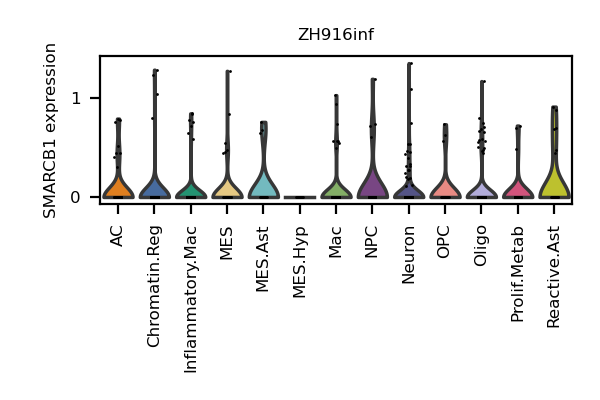 ZH916inf
SMARCB1 expression
1
0
AC
Chromatin.Reg
Inflammatory.Mac
MES
MES.Ast
MES.Hyp
Mac
NPC
Neuron
OPC
Oligo
Prolif.Metab
Reactive.Ast